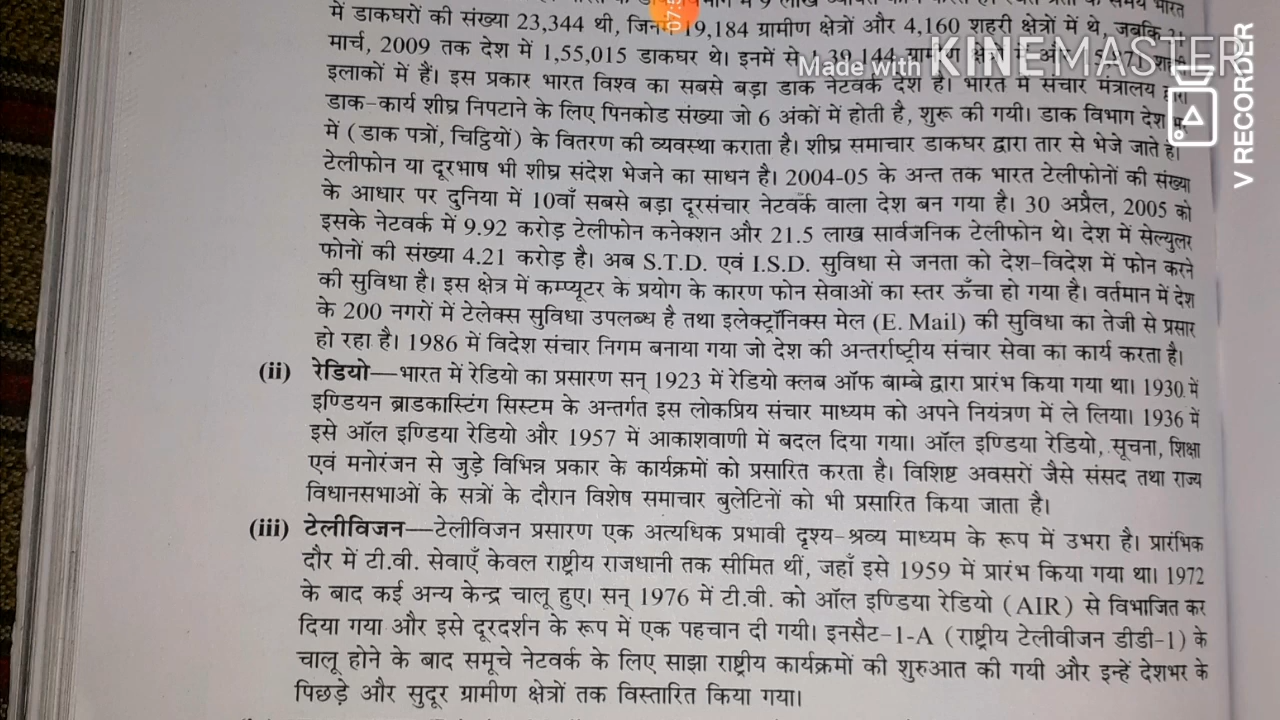 में डाकघरों की संख्या 23,344 थी, जिनमें 19,184 ग्रामीण क्षेत्रों और 4,160 शहरी क्षेत्रों में थे, जबकि 31
मार्च, 2009 तक देश में 1,55,015 डाकघर थे। इनमें से 1,39,144
इलाकों में हैं। इस प्रकार भारत विश्व का सबसे बड़ा डाक नेटवर्क देश है। भारत में संचार मंत्रालय द्वारा
डाक-कार्य शीघ्र निपटाने के लिए पिनकोड संख्या जो 6 अंकों में होती है, शुरू की गयी। डाक विभाग देश
में (डाक पत्रों, चिट्ठियों) के वितरण की व्यवस्था कराता है। शीघ्र समाचार डाकघर द्वारा तार से भेजे जाते है।
टेलीफोन या दूरभाष भी शीघ्र संदेश भेजने का साधन है। 2004-05 के अन्त तक भारत टेलीफोनों की संख्या
के आधार पर दुनिया में 10वाँ सबसे बड़ा दूरसंचार नेटवर्क वाला देश बन गया है। 30 अप्रैल, 2005 को
इसके नेटवर्क में 9.92 करोड़ टेलीफोन कनेक्शन और 21.5 लाख सार्वजनिक टेलीफोन थे। देश में सेल्युलर
फोनों की संख्या 4.21 करोड़ है। अब S.T.D. एवं I.S.D. सुविधा से जनता को देश-विदेश में फोन करने
की सुविधा है। इस क्षेत्र में कम्प्यूटर के प्रयोग के कारण फोन सेवाओं का स्तर ऊँचा हो गया है। वर्तमान में देश
के 200 नगरों में टेलेक्स सुविधा उपलब्ध है तथा इलेक्ट्रॉनिक्स मेल (E. Mail) की सुविधा का तेजी से प्रसार
हो रहा है। 1986 में विदेश संचार निगम बनाया गया जो देश की अन्तर्राष्ट्रीय संचार सेवा का कार्य करता है।
(ii) रेडियो—भारत में रेडियो का प्रसारण सन् 1923 में रेडियो क्लब ऑफ बाम्बे द्वारा प्रारंभ किया गया था। 1930 में
इण्डियन ब्राडकास्टिंग सिस्टम के अन्तर्गत इस लोकप्रिय संचार माध्यम को अपने नियंत्रण में ले लिया। 1936 में
इसे ऑल इण्डिया रेडियो और 1957 में आकाशवाणी में बदल दिया गया। ऑल इण्डिया रेडियो, सूचना, शिक्षा
एवं मनोरंजन से जुड़े विभिन्न प्रकार के कार्यक्रमों को प्रसारित करता है। विशिष्ट अवसरों जैसे संसद तथा राज्य
विधानसभाओं के सत्रों के दौरान विशेष समाचार बुलेटिनों को भी प्रसारित किया जाता है।
(iii) टेलीविजन—टेलीविजन प्रसारण एक अत्यधिक प्रभावी दृश्य-श्रव्य माध्यम के रूप में उभरा है। प्रारंभिक
दौर में टी.वी. सेवाएँ केवल राष्ट्रीय राजधानी तक सीमित थीं, जहाँ इसे 1959 में प्रारंभ किया गया था। 1972
के बाद कई अन्य केन्द्र चालू हुए। सन् 1976 में टी.वी. को ऑल इण्डिया रेडियो (AIR) से विभाजित कर
दिया गया और इसे दूरदर्शन के रूप में एक पहचान दी गयी। इनसैट-1-A (राष्ट्रीय टेलीवीजन डीडी-1) के
चालू होने के बाद समूचे नेटवर्क के लिए साझा राष्ट्रीय कार्यक्रमों की शुरुआत की गयी और इन्हें देशभर के
पिछड़े और सुदूर ग्रामीण क्षेत्रों तक विस्तारित किया गया।
Made with KINEMASTER
V RECORDER